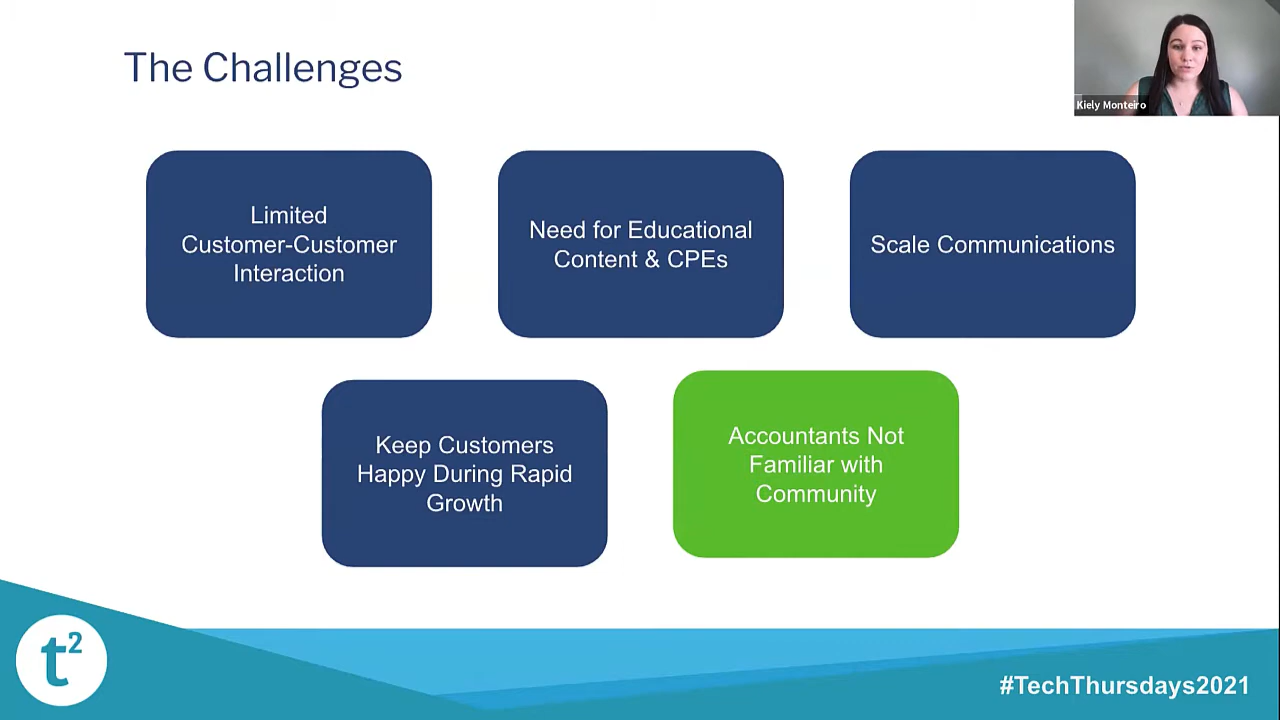 The Challenges
Kiely Monteiro
Limited
Customer-Customer
Interaction
Need for Educational
Content & CPEs
Scale Communications
Keep Customers
Happy During Rapid
Growth
Accountants Not
Familiar with
Community
t²
#TechThursdays2021